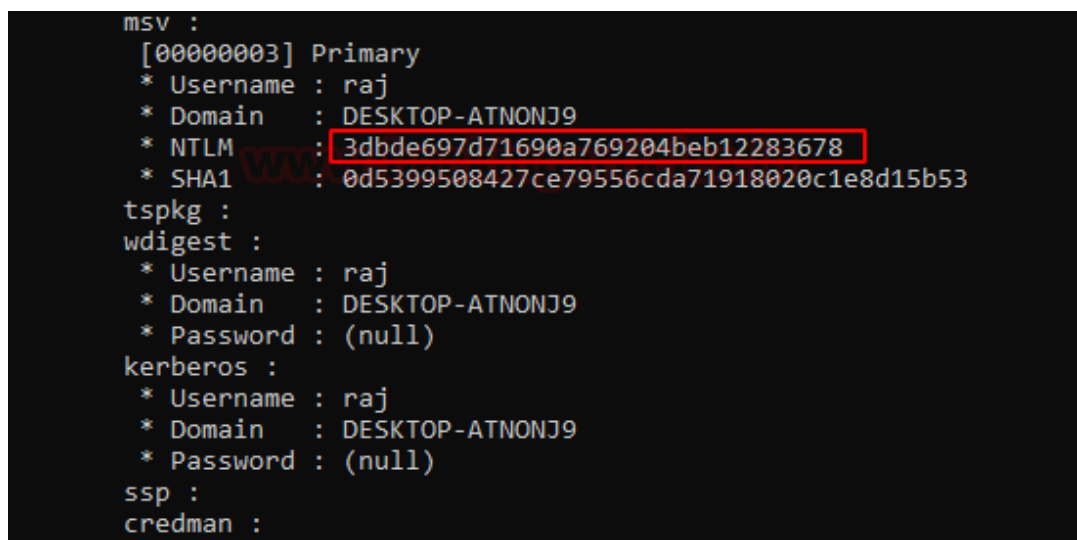 msv :
[00000003] Primary
* Username : raj
* Domain   : DESKTOP-ATNONJ9
* NTLM     : 3dbde697d71690a769204beb12283678
* SHA1     : 0d5399508427ce79556cda71918020c1e8d15b53
tspkg :
wdigest :
* Username : raj
* Domain   : DESKTOP-ATNONJ9
* Password : (null)
kerberos :
* Username : raj
* Domain   : DESKTOP-ATNONJ9
* Password : (null)
ssp :
credman :